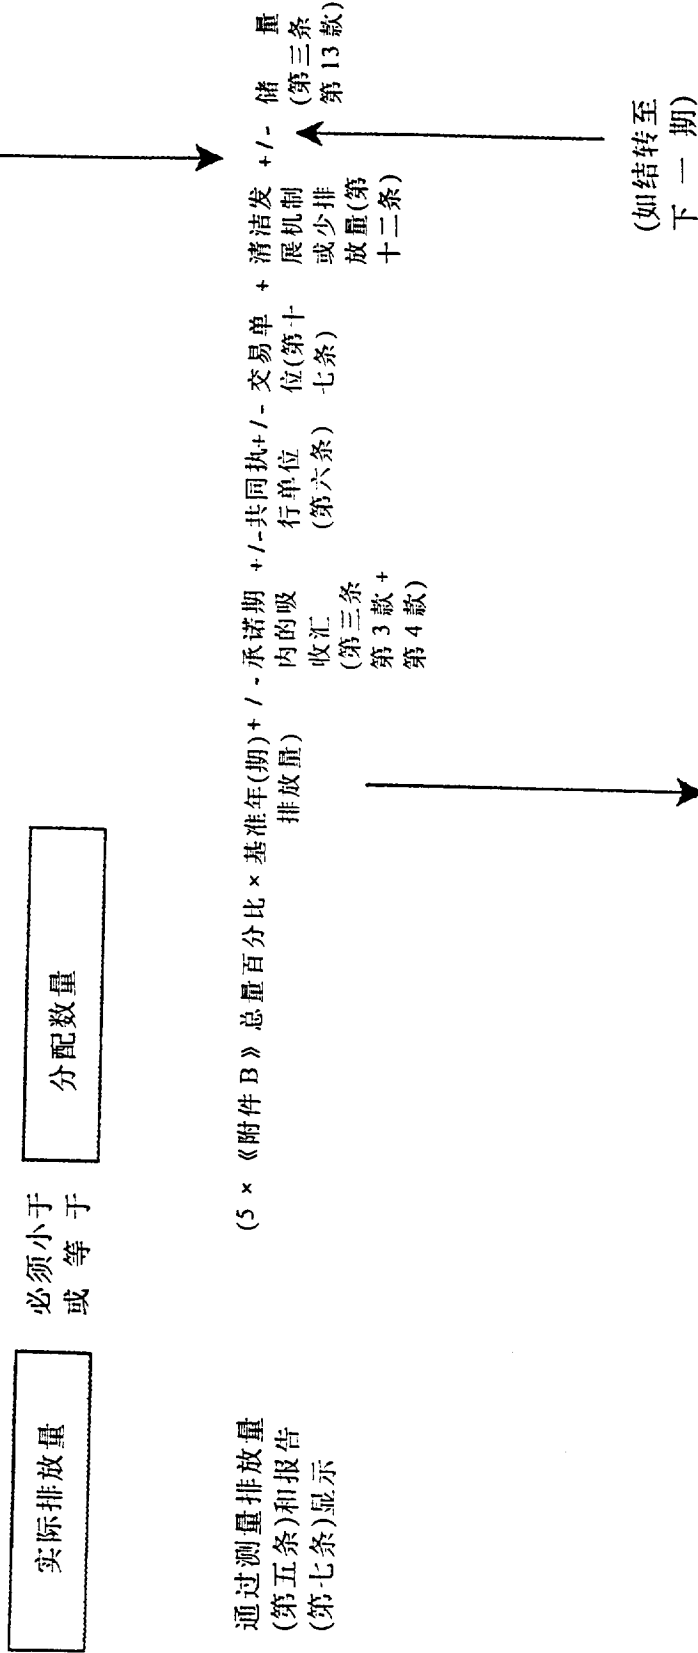 实际排放量
必须小于
或等于
分配数量
通过测量排放量
(第五条)和报告
(第七条)显示
(5 × 《附件 B》总量百分比 × 基准年(期)
排放量)
+ / -
承诺期
内的吸
收汇
(第三条
第 3 款 +
第 4 款)
+/-
共同执
行单位
(第六条)
+/-
交易单
位(第十
七条)
+
清洁发
展机制
或少排
放量(第
十二条)
+/-
储 量
(第三条
第 13 款)
(如结转至
下一期)